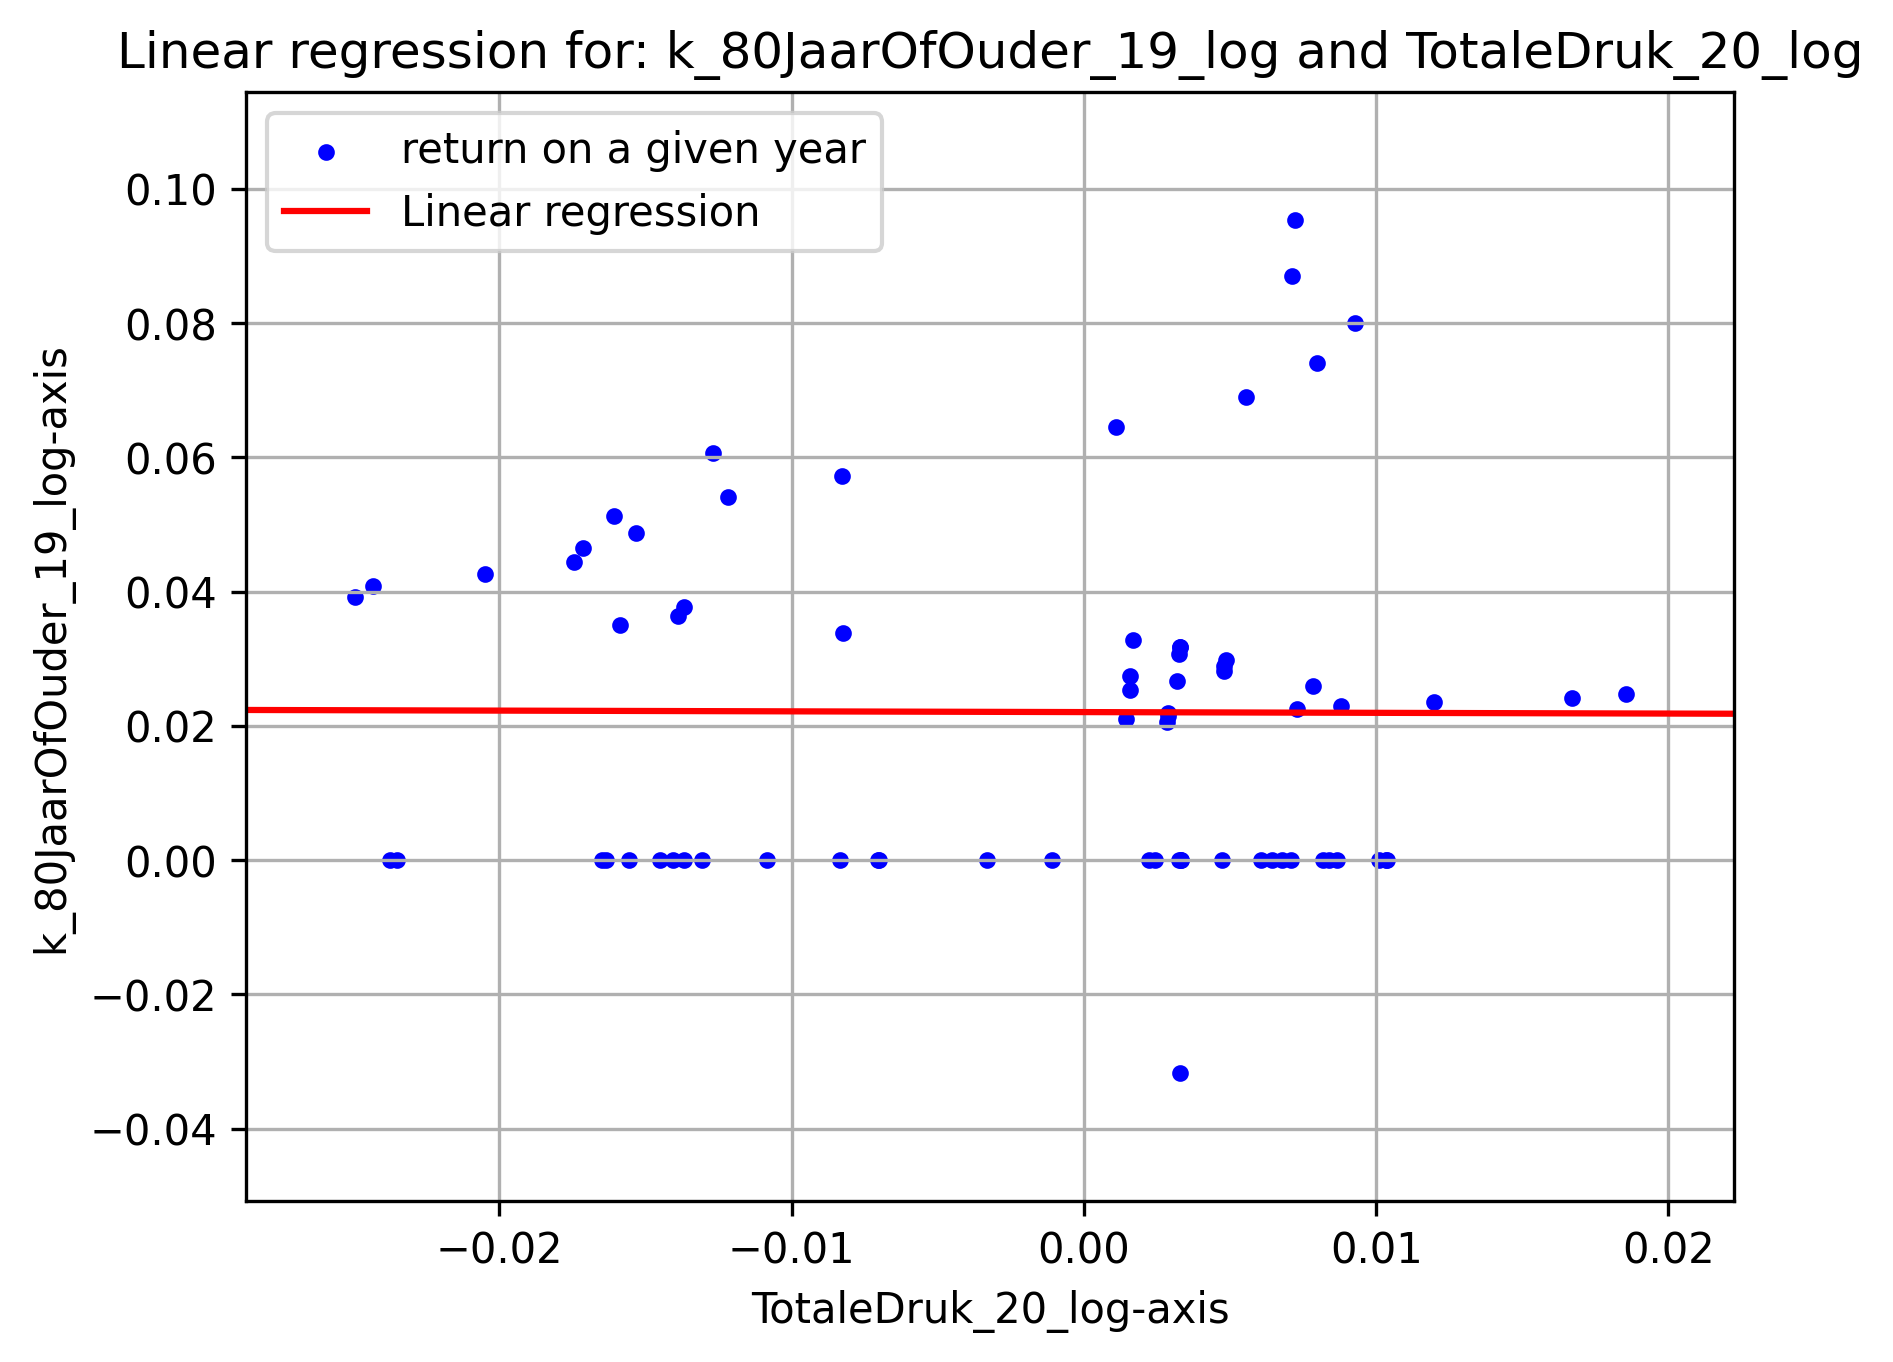 Linear regression for: k_80JaarOfOuder_19_log and TotaleDruk_20_log
return on a given year
Linear regression
0.10
0.08
0.06
0.04
0.02
0.00
−0.02
−0.04
k_80JaarOfOuder_19_log-axis
−0.02 −0.01 0.00 0.01 0.02
TotaleDruk_20_log-axis